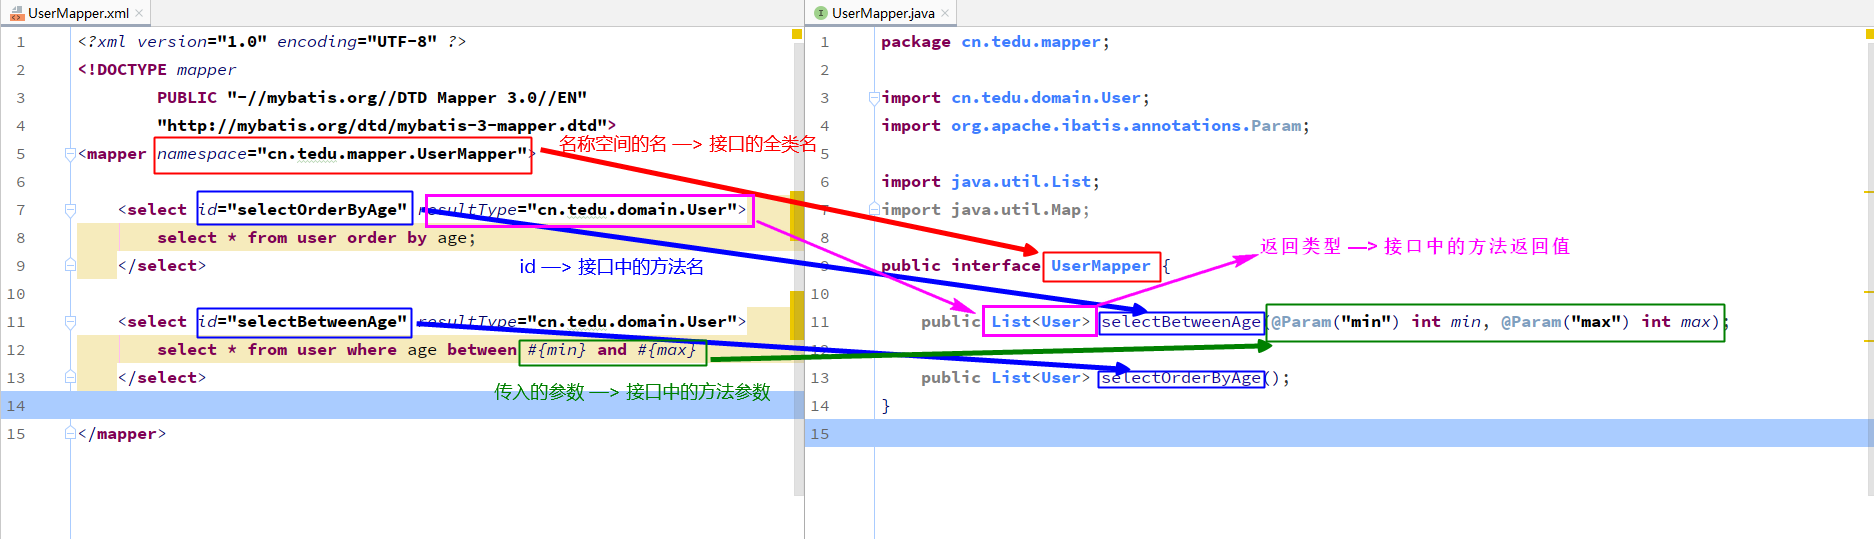 UserMapper.xml
1 <?xml version="1.0" encoding="UTF-8" ?>
2 <!DOCTYPE mapper
3 PUBLIC "-//mybatis.org//DTD Mapper 3.0//EN"
4 "http://mybatis.org/dtd/mybatis-3-mapper.dtd">
名称空间的名 —> 接口的全类名
5 <mapper namespace="cn.tedu.mapper.UserMapper">
6
7 <select id="selectOrderByAge" resultType="cn.tedu.domain.User">
8 select * from user order by age;
9 </select>
id —> 接口中的方法名
10
11 <select id="selectBetweenAge" resultType="cn.tedu.domain.User">
12 select * from user where age between #{min} and #{max}
13 </select>
传入的参数 —> 接口中的方法参数
14
15 </mapper>
UserMapper.java
1 package cn.tedu.mapper;
2
3 import cn.tedu.domain.User;
4 import org.apache.ibatis.annotations.Param;
5
6 import java.util.List;
7 import java.util.Map;
8
返回类型 —> 接口中的方法返回值
9 public interface UserMapper {
10
11 public List<User> selectBetweenAge(@Param("min") int min, @Param("max") int max);
12
13 public List<User> selectOrderByAge();
14 }
15